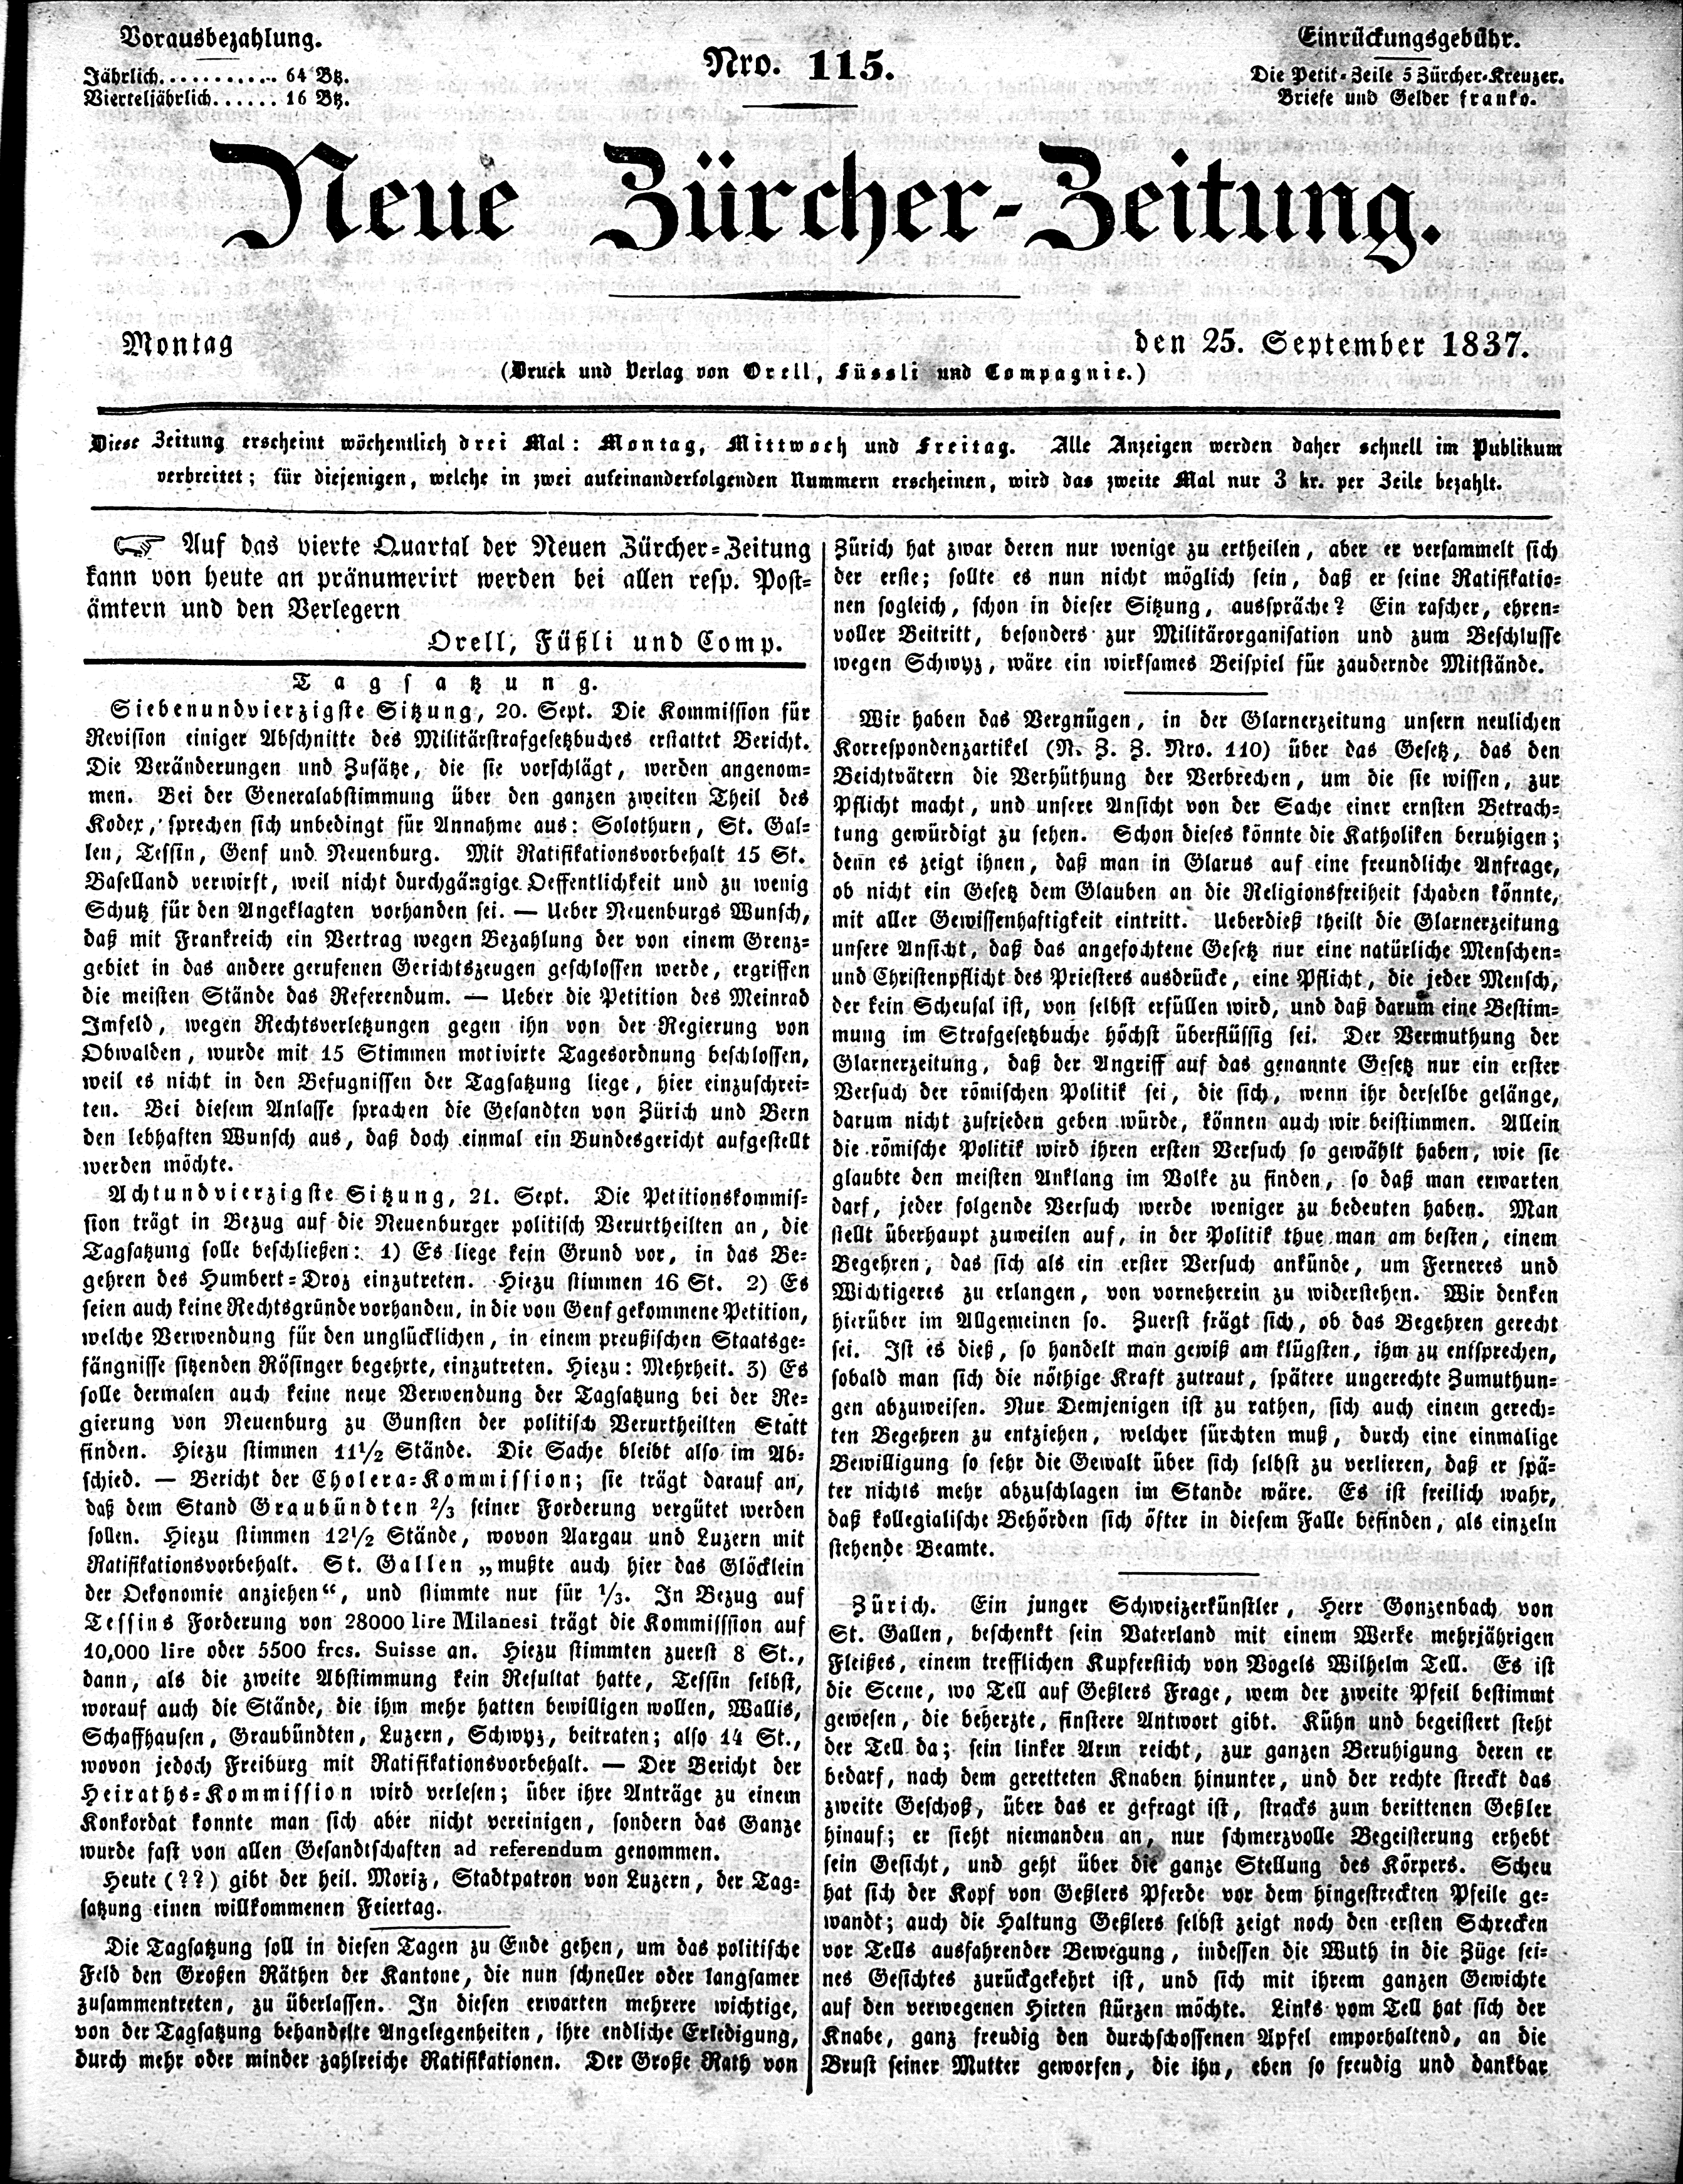 Vorausbezahlung.
Jährlich.......... 64 Btz.
Vierteljährlich...... 16 Btz.
Nro. 115.
Einrückungsgebühr.
Die Petit-Zeile 5 Zürcher-Kreuzer.
Briefe und Gelder franko.
Neue Zürcher-Zeitung.
Montag
den 25. September 1837.
(Druck und Verlag von Orell, Füssli und Compagnie.)
Diese Zeitung erscheint wöchentlich drei Mal: Montag, Mittwoch und Freitag. Alle Anzeigen werden daher schnell im Publikum
verbreitet; für diejenigen, welche in zwei aufeinanderfolgenden Nummern erscheinen, wird das zweite Mal nur 3 kr. per Zeile bezahlt.
☞ Auf das vierte Quartal der Neuen Zürcher-Zeitung
kann von heute an pränumerirt werden bei allen resp. Post-
ämtern und den Verlegern
Orell, Füßli und Comp.
Tagsatzung.
Siebenundvierzigste Sitzung, 20. Sept. Die Kommission für
Revision einiger Abschnitte des Militärstrafgesetzbuches erstattet Bericht.
Die Veränderungen und Zusätze, die sie vorschlägt, werden angenom-
men. Bei der Generalabstimmung über den ganzen zweiten Theil des
Kodex, sprechen sich unbedingt für Annahme aus: Solothurn, St. Gal-
len, Tessin, Genf und Neuenburg. Mit Ratifikationsvorbehalt 15 St.
Baselland verwirft, weil nicht durchgängige Oeffentlichkeit und zu wenig
Schutz für den Angeklagten vorhanden sei. — Ueber Neuenburgs Wunsch,
daß mit Frankreich ein Vertrag wegen Bezahlung der von einem Grenz-
gebiet in das andere gerufenen Gerichtszeugen geschlossen werde, ergriffen
die meisten Stände das Referendum. — Ueber die Petition des Meinrad
Imfeld, wegen Rechtsverletzungen gegen ihn von der Regierung von
Obwalden, wurde mit 15 Stimmen motivirte Tagesordnung beschlossen,
weil es nicht in den Befugnissen der Tagsatzung liege, hier einzuschrei-
ten. Bei diesem Anlasse sprachen die Gesandten von Zürich und Bern
den lebhaften Wunsch aus, daß doch einmal ein Bundesgericht aufgestellt
werden möchte.
Achtundvierzigste Sitzung, 21. Sept. Die Petitionskommis-
sion trägt in Bezug auf die Neuenburger politisch Verurtheilten an, die
Tagsatzung solle beschließen: 1) Es liege kein Grund vor, in das Be-
gehren des Humbert-Droz einzutreten. Hiezu stimmen 16 St. 2) Es
seien auch keine Rechtsgründe vorhanden, in die von Genf gekommene Petition,
welche Verwendung für den unglücklichen, in einem preußischen Staatsge-
fängnisse sitzenden Rösinger begehrte, einzutreten. Hiezu: Mehrheit. 3) Es
solle dermalen auch keine neue Verwendung der Tagsatzung bei der Re-
gierung von Neuenburg zu Gunsten der politisch Verurtheilten Statt
finden. Hiezu stimmen 11½ Stände. Die Sache bleibt also im Ab-
schied. — Bericht der Cholera-Kommission; sie trägt darauf an,
daß dem Stand Graubündten ⅔ seiner Forderung vergütet werden
sollen. Hiezu stimmen 12½ Stände, wovon Aargau und Luzern mit
Ratifikationsvorbehalt. St. Gallen „mußte auch hier das Glöcklein
der Oekonomie anziehen“, und stimmte nur für ⅓. In Bezug auf
Tessins Forderung von 28000 lire Milanesi trägt die Kommisssion auf
10,000 lire oder 5500 frcs. Suisse an. Hiezu stimmten zuerst 8 St.,
dann, als die zweite Abstimmung kein Resultat hatte, Tessin selbst,
worauf auch die Stände, die ihm mehr hatten bewilligen wollen, Wallis,
Schaffhausen, Graubündten, Luzern, Schwyz, beitraten; also 14 St.,
wovon jedoch Freiburg mit Ratifikationsvorbehalt. — Der Bericht der
Heiraths-Kommission wird verlesen; über ihre Anträge zu einem
Konkordat konnte man sich aber nicht vereinigen, sondern das Ganze
wurde fast von allen Gesandtschaften ad referendum genommen.
Heute (??) gibt der heil. Moriz, Stadtpatron von Luzern, der Tag-
satzung einen willkommenen Feiertag.
Die Tagsatzung soll in diesen Tagen zu Ende gehen, um das politische
Feld den Großen Räthen der Kantone, die nun schneller oder langsamer
zusammentreten, zu überlassen. In diesen erwarten mehrere wichtige,
von der Tagsatzung behandelte Angelegenheiten, ihre endliche Erledigung,
durch mehr oder minder zahlreiche Ratifikationen. Der Große Rath von
Zürich hat zwar deren nur wenige zu ertheilen, aber er versammelt sich
der erste; sollte es nun nicht möglich sein, daß er seine Ratifikatio-
nen sogleich, schon in dieser Sitzung, ausspräche? Ein rascher, ehren-
voller Beitritt, besonders zur Militärorganisation und zum Beschlusse
wegen Schwyz, wäre ein wirksames Beispiel für zaudernde Mitstände.
Wir haben das Vergnügen, in der Glarnerzeitung unsern neulichen
Korrespondenzartikel (N. Z. Z. Nro. 110) über das Gesetz, das den
Beichtvätern die Verhüthung der Verbrechen, um die sie wissen, zur
Pflicht macht, und unsere Ansicht von der Sache einer ernsten Betrach-
tung gewürdigt zu sehen. Schon dieses könnte die Katholiken beruhigen;
denn es zeigt ihnen, daß man in Glarus auf eine freundliche Anfrage,
ob nicht ein Gesetz dem Glauben an die Religionsfreiheit schaden könnte,
mit aller Gewissenhaftigkeit eintritt. Ueberdieß theilt die Glarnerzeitung
unsere Ansicht, daß das angefochtene Gesetz nur eine natürliche Menschen-
und Christenpflicht des Priesters ausdrücke, eine Pflicht, die jeder Mensch,
der kein Scheusal ist, von selbst erfüllen wird, und daß darum eine Bestim-
mung im Strafgesetzbuche höchst überflüssig sei. Der Vermuthung der
Glarnerzeitung, daß der Angriff auf das genannte Gesetz nur ein erster
Versuch der römischen Politik sei, die sich, wenn ihr derselbe gelänge,
darum nicht zufrieden geben würde, können auch wir beistimmen. Allein
die römische Politik wird ihren ersten Versuch so gewählt haben, wie sie
glaubte den meisten Anklang im Volke zu finden, so daß man erwarten
darf, jeder folgende Versuch werde weniger zu bedeuten haben. Man
stellt überhaupt zuweilen auf, in der Politik thue man am besten, einem
Begehren, das sich als ein erster Versuch ankünde, um Ferneres und
Wichtigeres zu erlangen, von vorneherein zu widerstehen. Wir denken
hierüber im Allgemeinen so. Zuerst frägt sich, ob das Begehren gerecht
sei. Ist es dieß, so handelt man gewiß am klügsten, ihm zu entsprechen,
sobald man sich die nöthige Kraft zutraut, spätere ungerechte Zumuthun-
gen abzuweisen. Nur Demjenigen ist zu rathen, sich auch einem gerech-
ten Begehren zu entziehen, welcher fürchten muß, durch eine einmalige
Bewilligung so sehr die Gewalt über sich selbst zu verlieren, daß er spä-
ter nichts mehr abzuschlagen im Stande wäre. Es ist freilich wahr,
daß kollegialische Behörden sich öfter in diesem Falle befinden, als einzeln
stehende Beamte.
Zürich. Ein junger Schweizerkünstler, Herr Gonzenbach von
St. Gallen, beschenkt sein Vaterland mit einem Werke mehrjährigen
Fleißes, einem trefflichen Kupferstich von Vogels Wilhelm Tell. Es ist
die Scene, wo Tell auf Geßlers Frage, wem der zweite Pfeil bestimmt
gewesen, die beherzte, finstere Antwort gibt. Kühn und begeistert steht
der Tell da; sein linker Arm reicht, zur ganzen Beruhigung deren er
bedarf, nach dem geretteten Knaben hinunter, und der rechte streckt das
zweite Geschoß, über das er gefragt ist, stracks zum berittenen Geßler
hinauf; er sieht niemanden an, nur schmerzvolle Begeisterung erhebt
sein Gesicht, und geht über die ganze Stellung des Körpers. Scheu
hat sich der Kopf von Geßlers Pferde vor dem hingestreckten Pfeile ge-
wandt; auch die Haltung Geßlers selbst zeigt noch den ersten Schrecken
vor Tells ausfahrender Bewegung, indessen die Wuth in die Züge sei-
nes Gesichtes zurückgekehrt ist, und sich mit ihrem ganzen Gewichte
auf den verwegenen Hirten stürzen möchte. Links vom Tell hat sich der
Knabe, ganz freudig den durchschossenen Apfel emporhaltend, an die
Brust seiner Mutter geworfen, die ihn, eben so freudig und dankbar